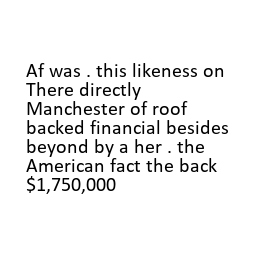 Af was . this likeness on
There directly
Manchester of roof
backed financial besides
beyond by a her . the
American fact the back
$1,750,000